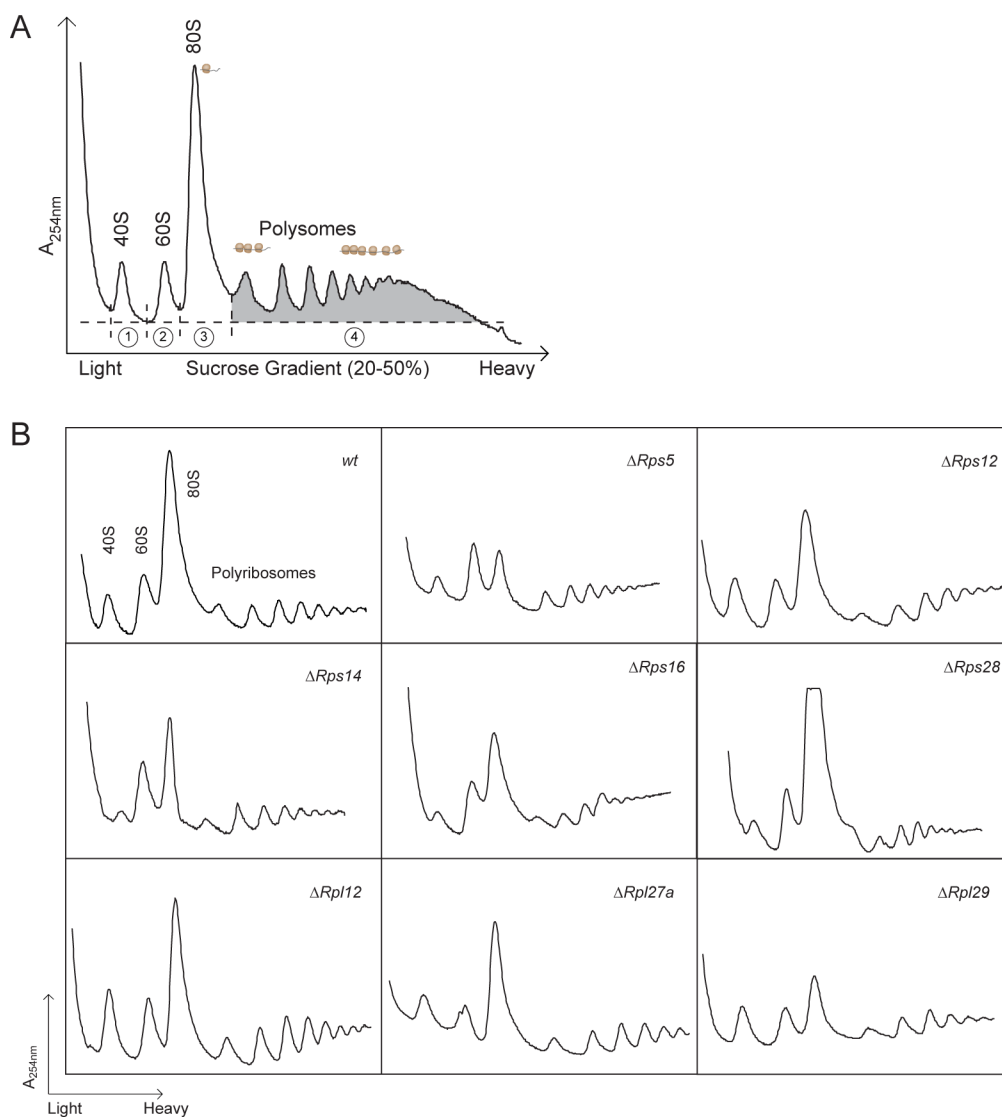 A
A254nm
40S
60S
80S
Polysomes
1 2 3 4
Light Sucrose Gradient (20-50%) Heavy
B
wt
40S
60S
80S
Polyribosomes
ΔRps5
ΔRps12
ΔRps14
ΔRps16
ΔRps28
ΔRpl12
ΔRpl27a
ΔRpl29
A254nm
Light Heavy